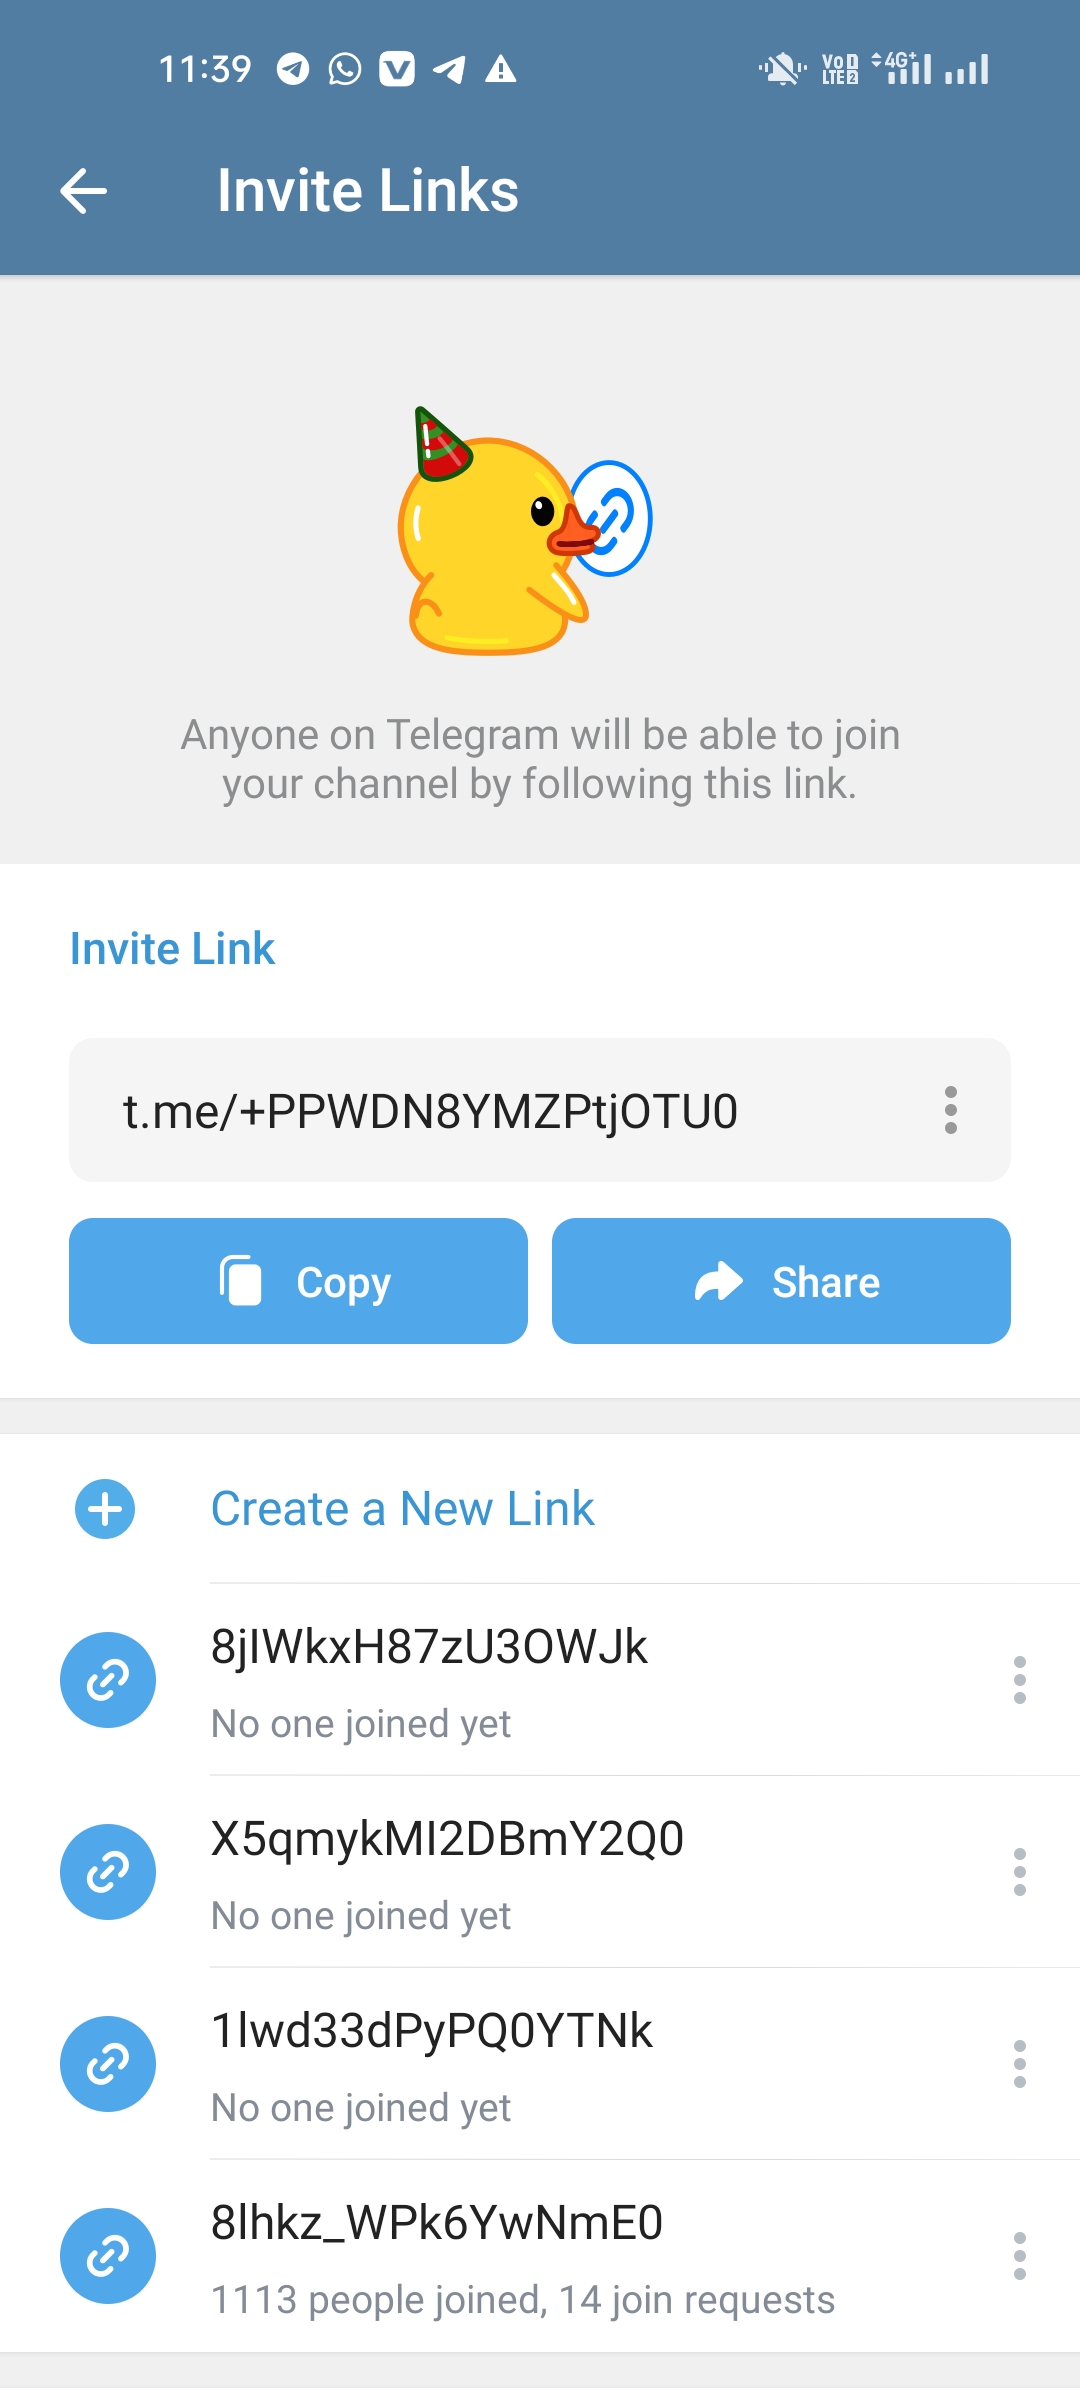 11:39
Vo 1 LTE 2 4G+
Invite Links
Anyone on Telegram will be able to join
your channel by following this link.
Invite Link
t.me/+PPWDN8YMZPtjOTU0
Copy
Share
Create a New Link
8jIWkxH87zU3OWJk
No one joined yet
X5qmykMI2DBmY2Q0
No one joined yet
1lwd33dPyPQ0YTNk
No one joined yet
8lhkz_WPk6YwNmE0
1113 people joined, 14 join requests